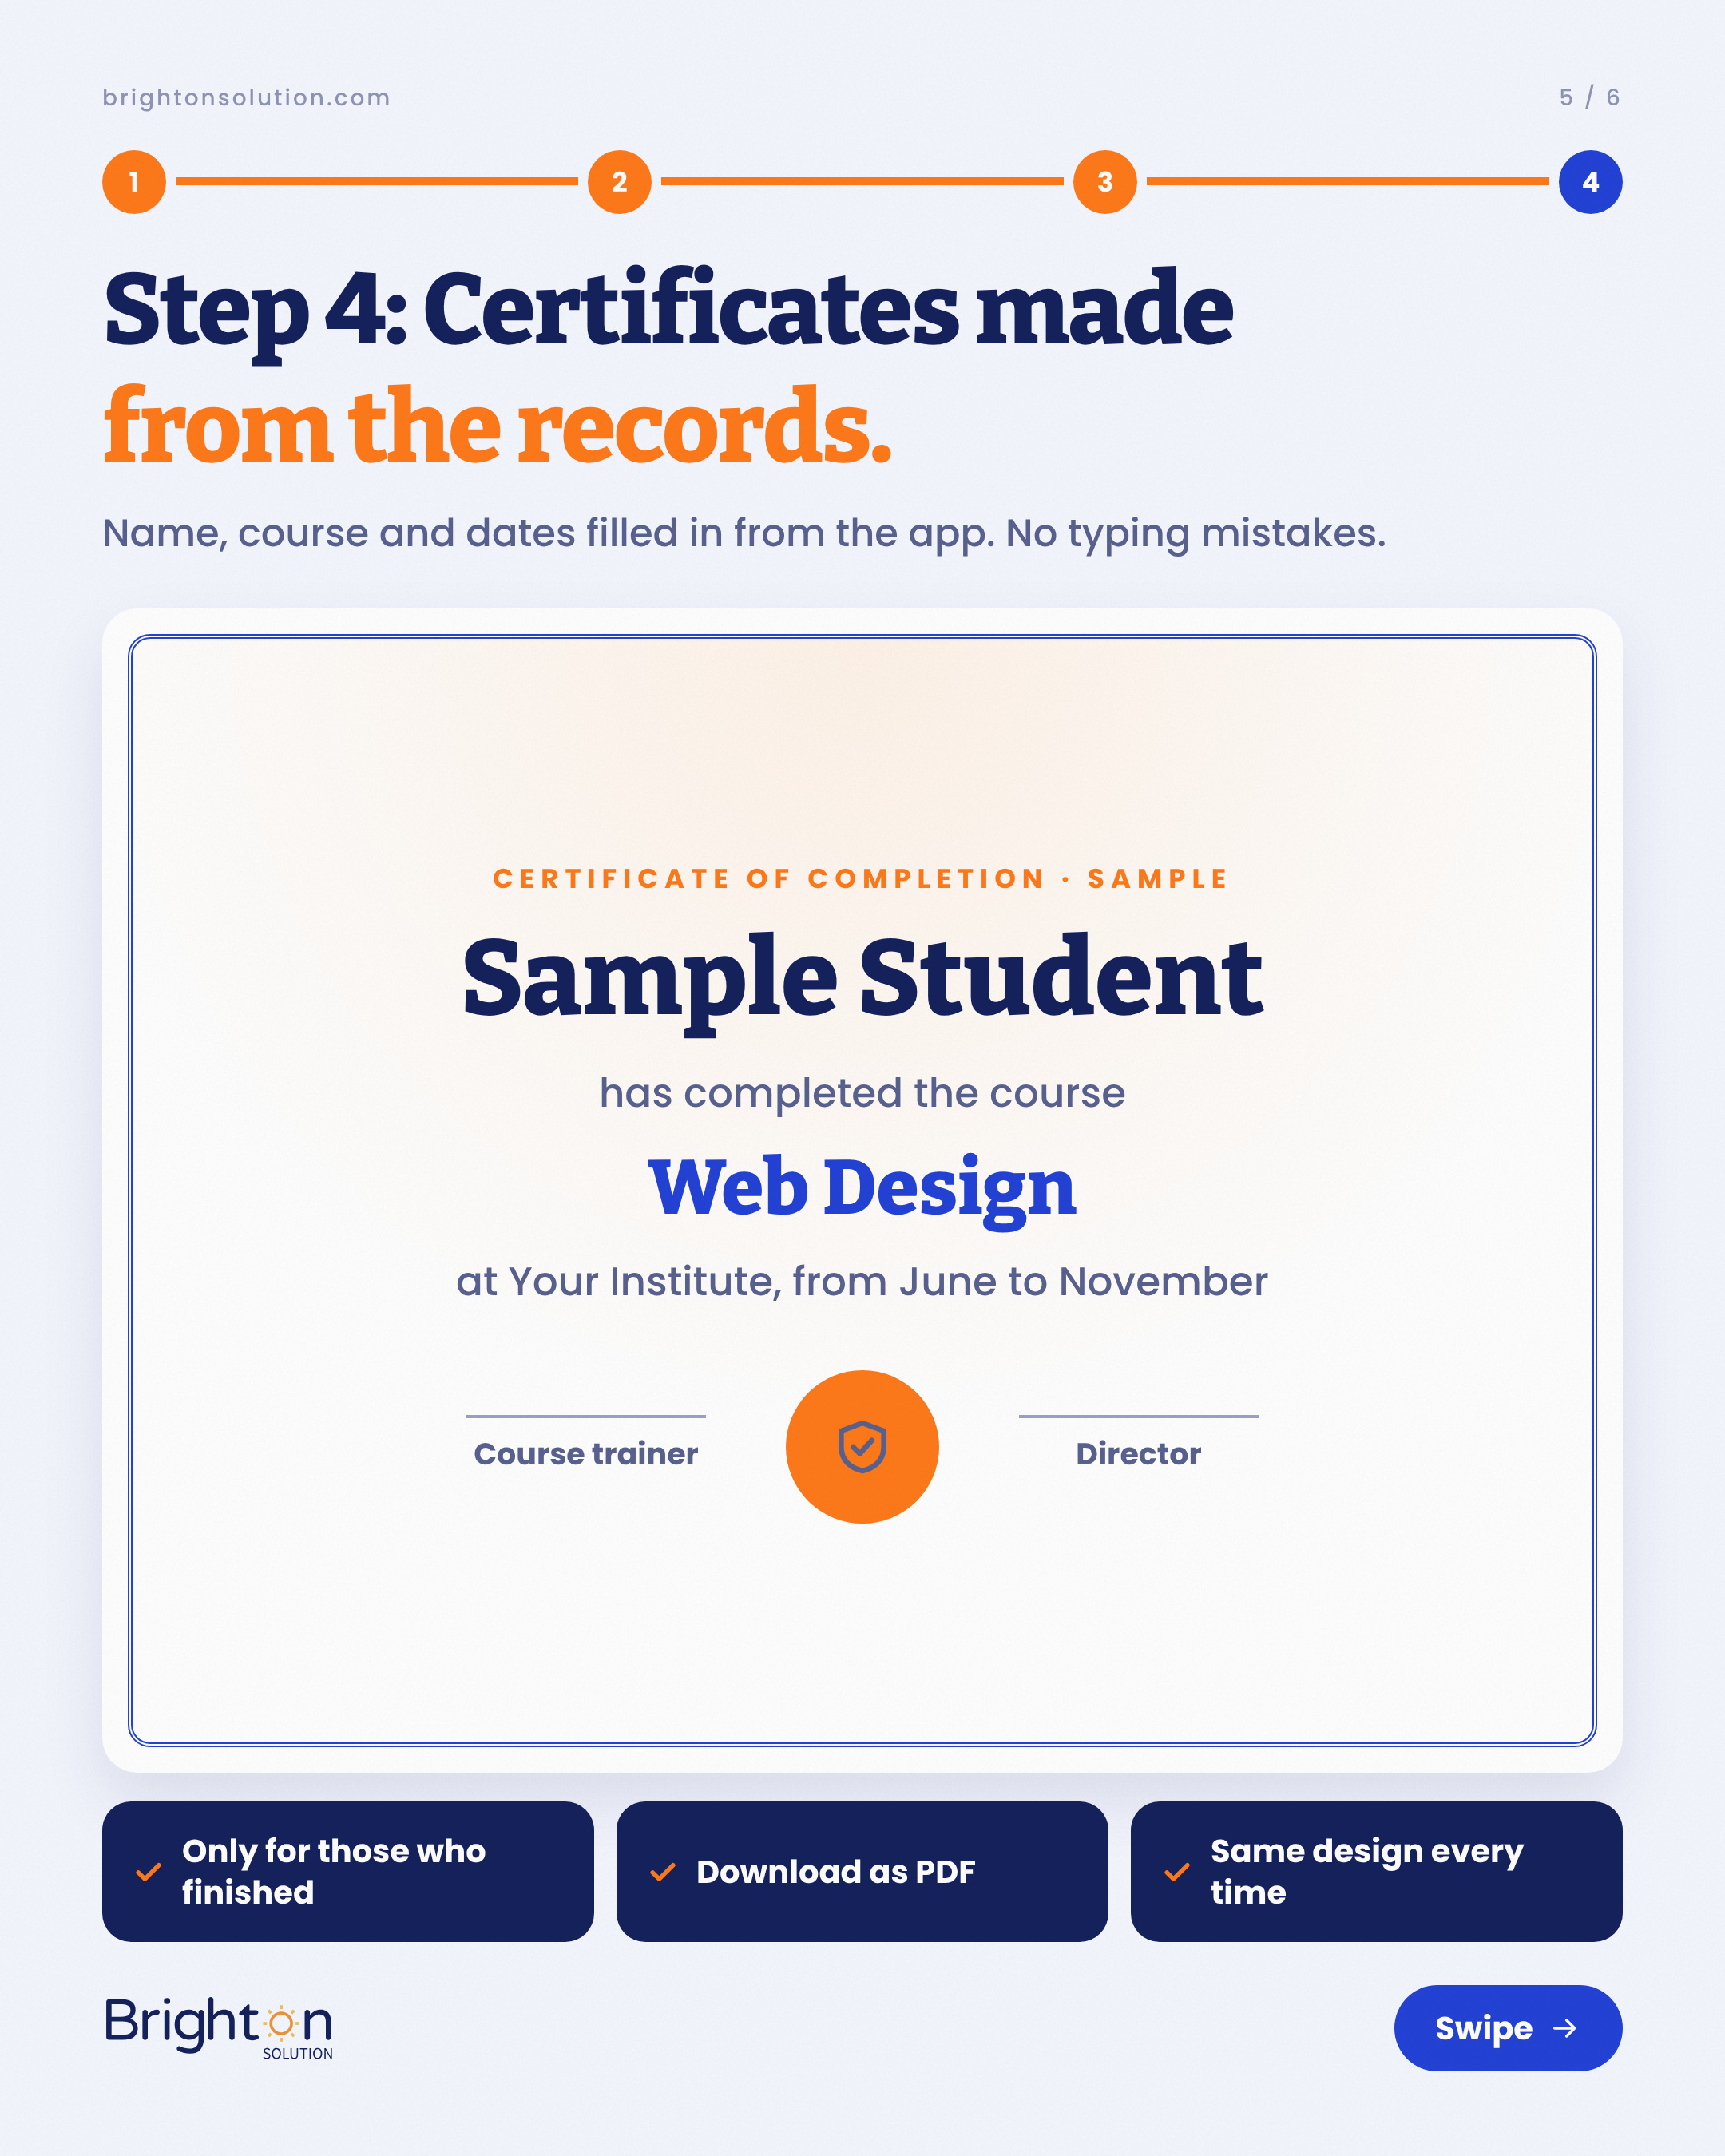 brightonsolution.com
5 / 6
1
2
3
4
Step 4: Certificates made
from the records.
Name, course and dates filled in from the app. No typing mistakes.
CERTIFICATE OF COMPLETION · SAMPLE
Sample Student
has completed the course
Web Design
at Your Institute, from June to November
Course trainer
Director
Only for those who
finished
Download as PDF
Same design every
time
Brighton
SOLUTION
Swipe →